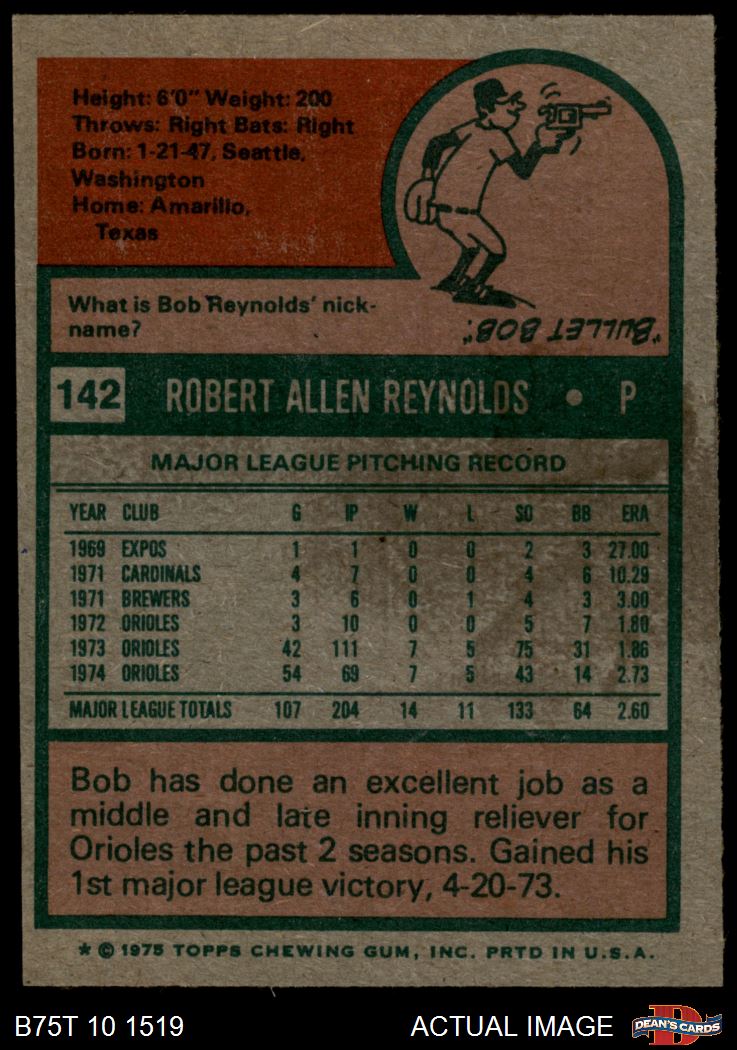 Height: 6'0" Weight: 200
Throws: Right Bats: Right
Born: 1-21-47, Seattle,
Washington
Home: Amarillo,
Texas
What is Bob Reynolds' nick-
name?
"BULLET BOB".
142 ROBERT ALLEN REYNOLDS • P
MAJOR LEAGUE PITCHING RECORD
YEAR CLUB G IP W L SO BB ERA
1969 EXPOS 1 1 0 0 2 3 27.00
1971 CARDINALS 4 7 0 0 4 6 10.29
1971 BREWERS 3 6 0 1 4 3 3.00
1972 ORIOLES 3 10 0 0 5 7 1.80
1973 ORIOLES 42 111 7 5 75 31 1.86
1974 ORIOLES 54 69 7 5 43 14 2.73
MAJOR LEAGUE TOTALS 107 204 14 11 133 64 2.60
Bob has done an excellent job as a
middle and late inning reliever for
Orioles the past 2 seasons. Gained his
1st major league victory, 4-20-73.
* © 1975 TOPPS CHEWING GUM, INC. PRTD IN U.S.A.
B75T 10 1519 ACTUAL IMAGE DEAN'S CARDS